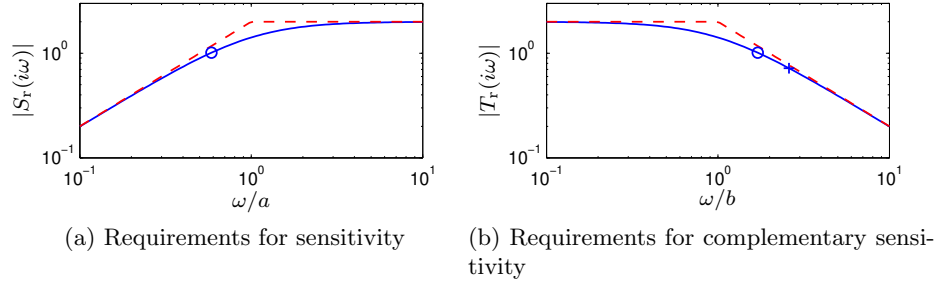 |S_r(iω)|
10^0
10^-1
10^-1
10^0
10^1
ω/a
(a) Requirements for sensitivity
|T_r(iω)|
10^0
10^-1
10^-1
10^0
10^1
ω/b
(b) Requirements for complementary sensi-
tivity